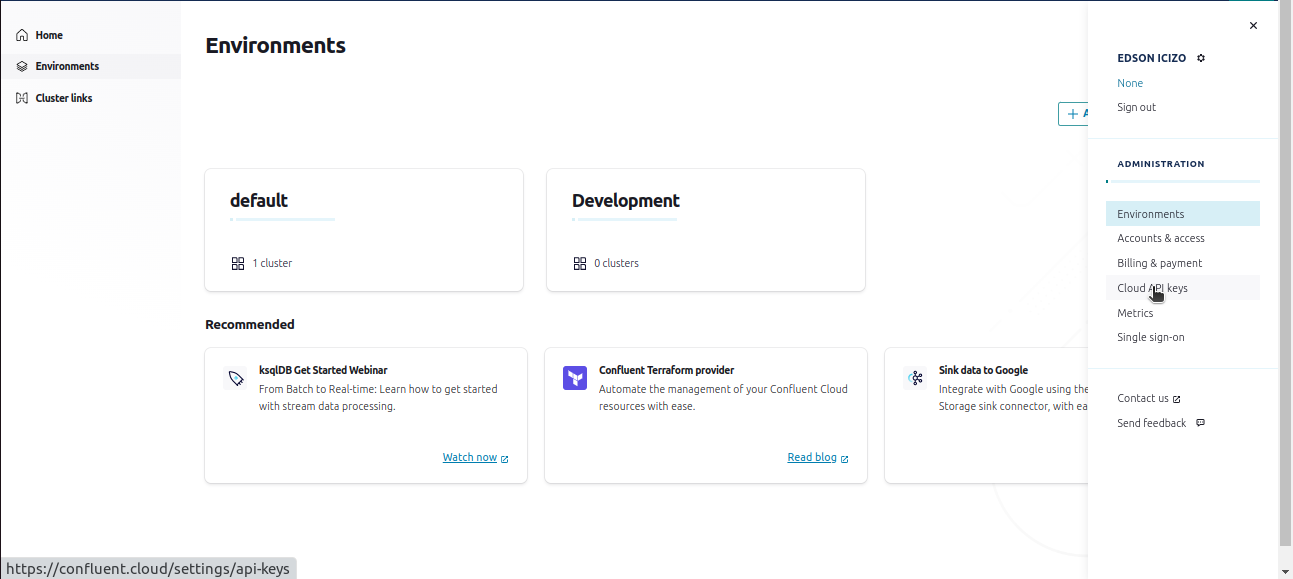 Home
Environments
Cluster links
Environments
default
1 cluster
Development
0 clusters
Recommended
ksqlDB Get Started Webinar
From Batch to Real-time: Learn how to get started
with stream data processing.
Watch now
Confluent Terraform provider
Automate the management of your Confluent Cloud
resources with ease.
Read blog
Sink data to Google
Integrate with Google using the
Storage sink connector, with ea
EDSON ICIZO
None
Sign out
ADMINISTRATION
Environments
Accounts & access
Billing & payment
Cloud API keys
Metrics
Single sign-on
Contact us
Send feedback
https://confluent.cloud/settings/api-keys